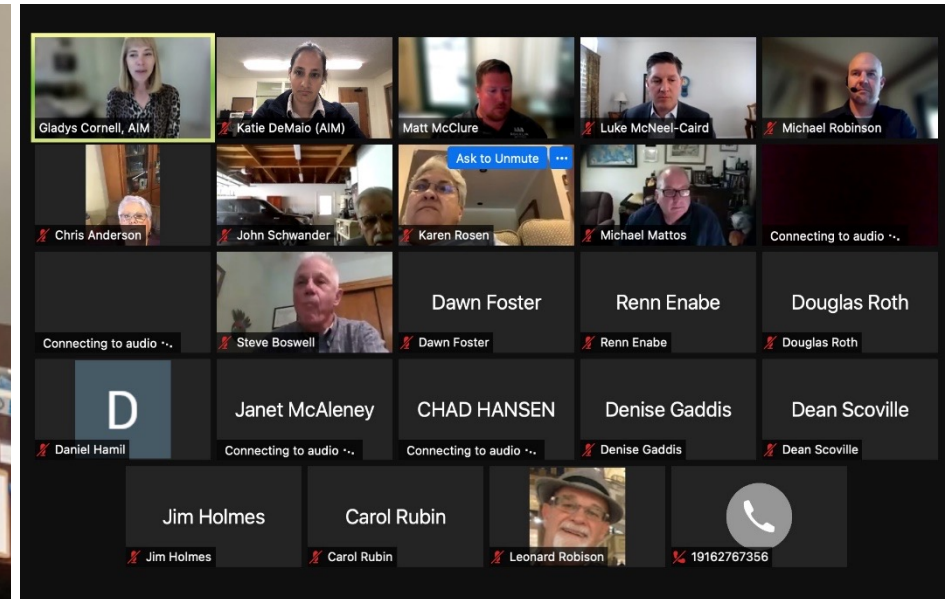 Gladys Cornell, AIM
Katie DeMaio (AIM)
Matt McClure
Luke McNeel-Caird
Michael Robinson
Ask to Unmute ...
Chris Anderson
John Schwander
Karen Rosen
Michael Mattos
Connecting to audio ·.
Connecting to audio ·.
Steve Boswell
Dawn Foster
Dawn Foster
Renn Enabe
Renn Enabe
Douglas Roth
Douglas Roth
D
Daniel Hamil
Janet McAleney
Connecting to audio ·.
CHAD HANSEN
Connecting to audio ·.
Denise Gaddis
Denise Gaddis
Dean Scoville
Dean Scoville
Jim Holmes
Jim Holmes
Carol Rubin
Carol Rubin
Leonard Robison
19162767356